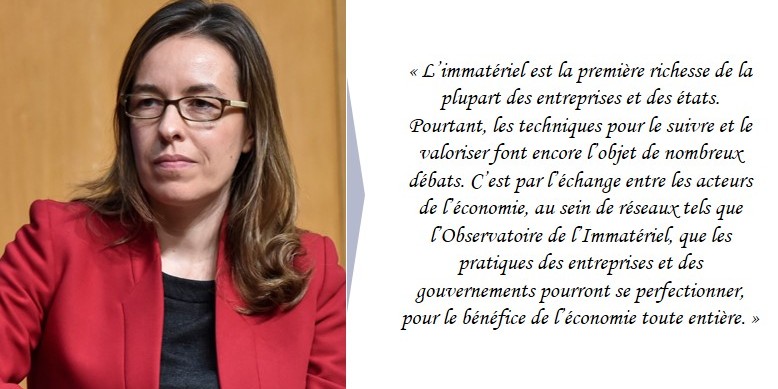 « L’immatériel est la première richesse de la
plupart des entreprises et des états.
Pourtant, les techniques pour le suivre et le
valoriser font encore l’objet de nombreux
débats. C’est par l’échange entre les acteurs
de l’économie, au sein de réseaux tels que
l’Observatoire de l’Immatériel, que les
pratiques des entreprises et des
gouvernements pourront se perfectionner,
pour le bénéfice de l’économie toute entière. »